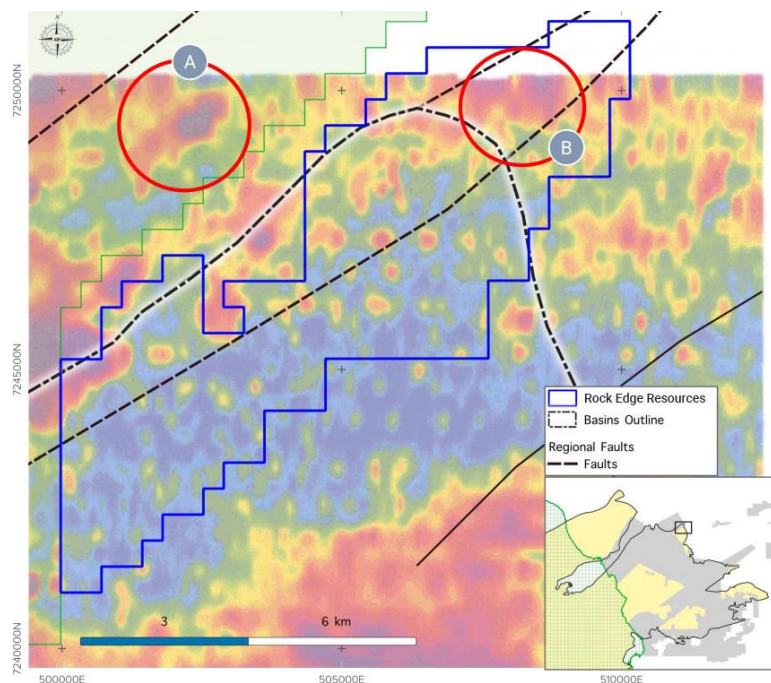 N
A
B
7250000N
7245000N
7240000N
500000E
505000E
510000E
3
6 km
Rock Edge Resources
Basins Outline
Regional Faults
Faults